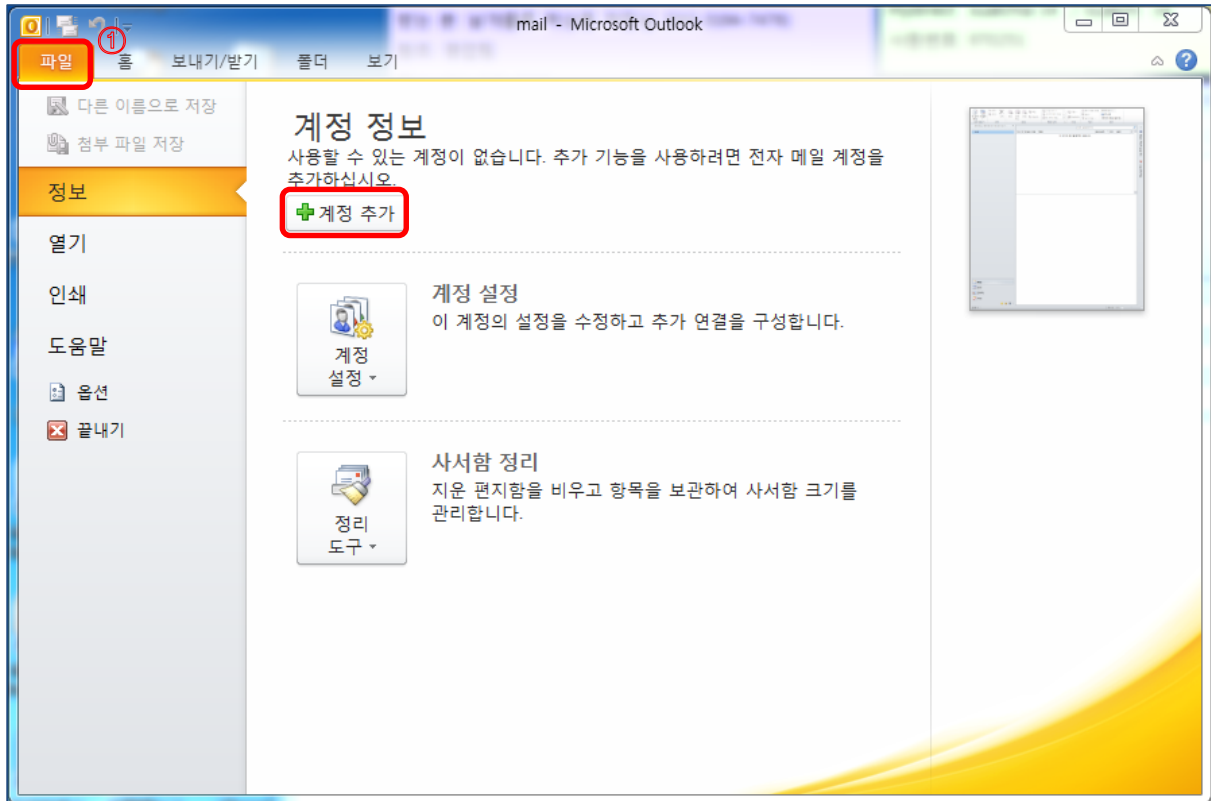 mail - Microsoft Outlook
①
파일 홈 보내기/받기 폴더 보기
다른 이름으로 저장
첨부 파일 저장
정보
열기
인쇄
도움말
옵션
끝내기
계정 정보
사용할 수 있는 계정이 없습니다. 추가 기능을 사용하려면 전자 메일 계정을
추가하십시오.
계정 추가
계정
설정
계정 설정
이 계정의 설정을 수정하고 추가 연결을 구성합니다.
정리
도구
사서함 정리
지운 편지함을 비우고 항목을 보관하여 사서함 크기를
관리합니다.